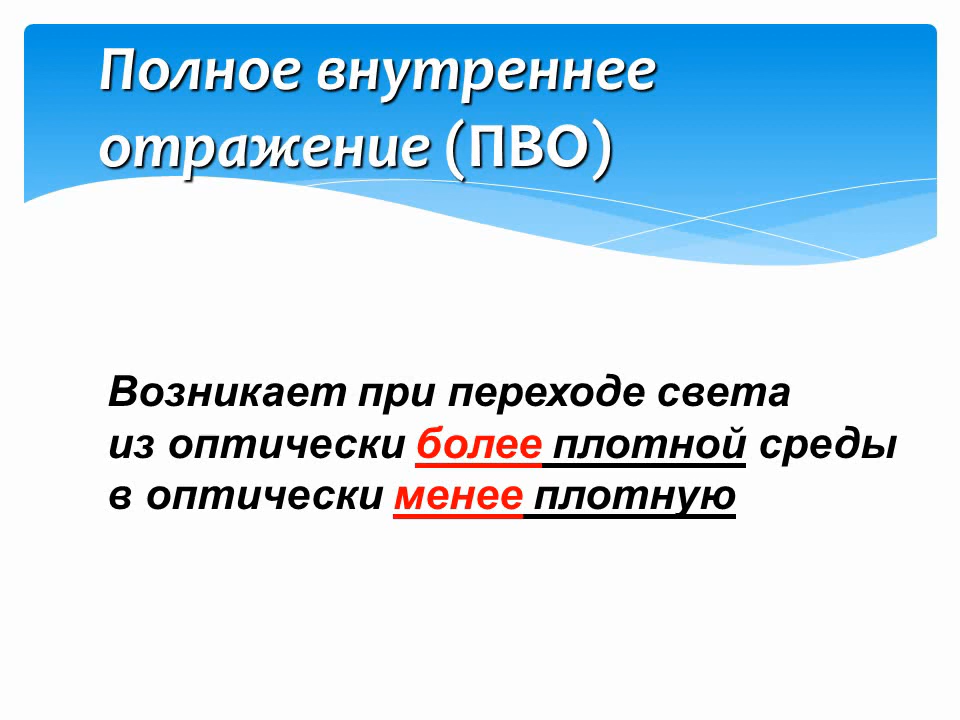 Полное внутреннее
отражение (ПВО)
Возникает при переходе света
из оптически более плотной среды
в оптически менее плотную